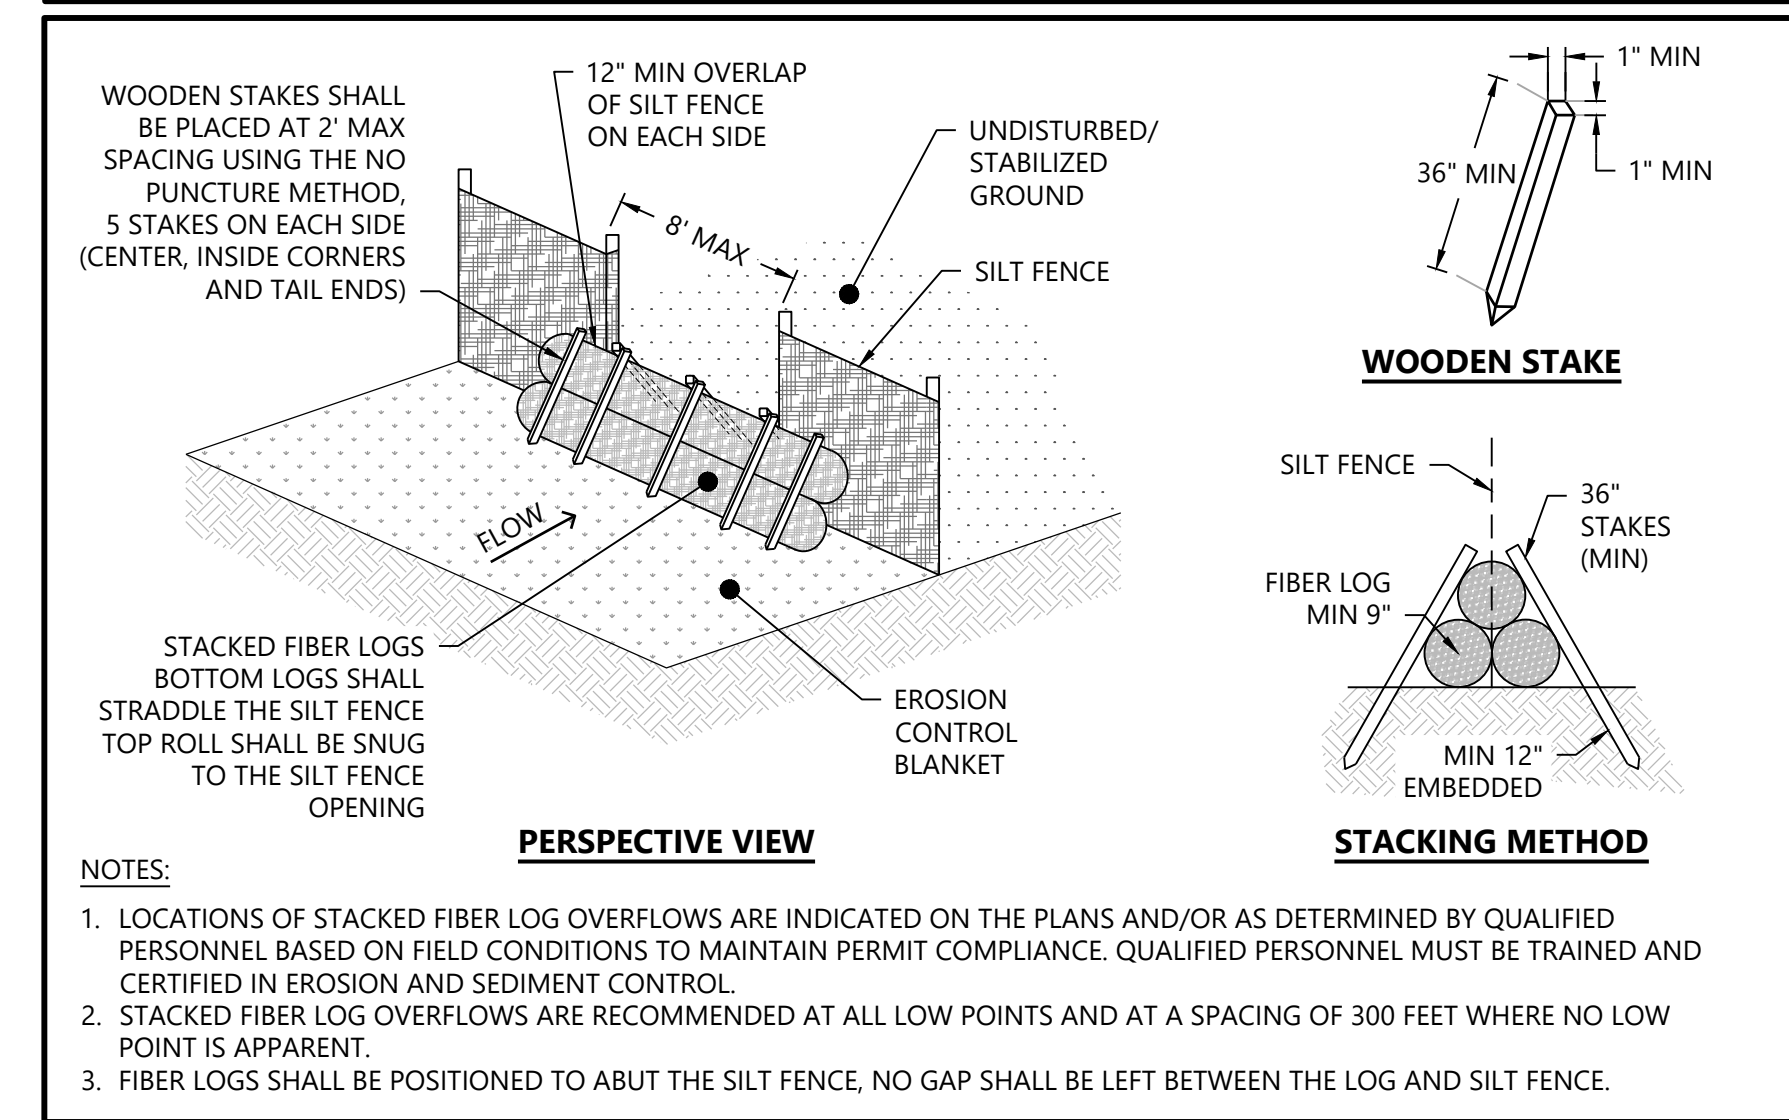 WOODEN STAKES SHALL
BE PLACED AT 2' MAX
SPACING USING THE NO
PUNCTURE METHOD,
5 STAKES ON EACH SIDE
(CENTER, INSIDE CORNERS
AND TAIL ENDS)
12" MIN OVERLAP
OF SILT FENCE
ON EACH SIDE
UNDISTURBED/
STABILIZED
GROUND
8' MAX
SILT FENCE
FLOW
STACKED FIBER LOGS
BOTTOM LOGS SHALL
STRADDLE THE SILT FENCE
TOP ROLL SHALL BE SNUG
TO THE SILT FENCE
OPENING
EROSION
CONTROL
BLANKET
PERSPECTIVE VIEW
1" MIN
36" MIN
1" MIN
WOODEN STAKE
SILT FENCE
36"
STAKES
(MIN)
FIBER LOG
MIN 9"
MIN 12"
EMBEDDED
STACKING METHOD
NOTES:
1. LOCATIONS OF STACKED FIBER LOG OVERFLOWS ARE INDICATED ON THE PLANS AND/OR AS DETERMINED BY QUALIFIED
PERSONNEL BASED ON FIELD CONDITIONS TO MAINTAIN PERMIT COMPLIANCE. QUALIFIED PERSONNEL MUST BE TRAINED AND
CERTIFIED IN EROSION AND SEDIMENT CONTROL.
2. STACKED FIBER LOG OVERFLOWS ARE RECOMMENDED AT ALL LOW POINTS AND AT A SPACING OF 300 FEET WHERE NO LOW
POINT IS APPARENT.
3. FIBER LOGS SHALL BE POSITIONED TO ABUT THE SILT FENCE, NO GAP SHALL BE LEFT BETWEEN THE LOG AND SILT FENCE.